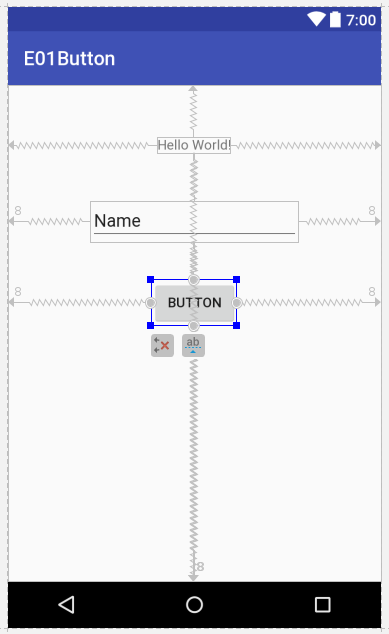 7:00
E01Button
Hello World!
8 8
Name
8 8
BUTTON
ab
8